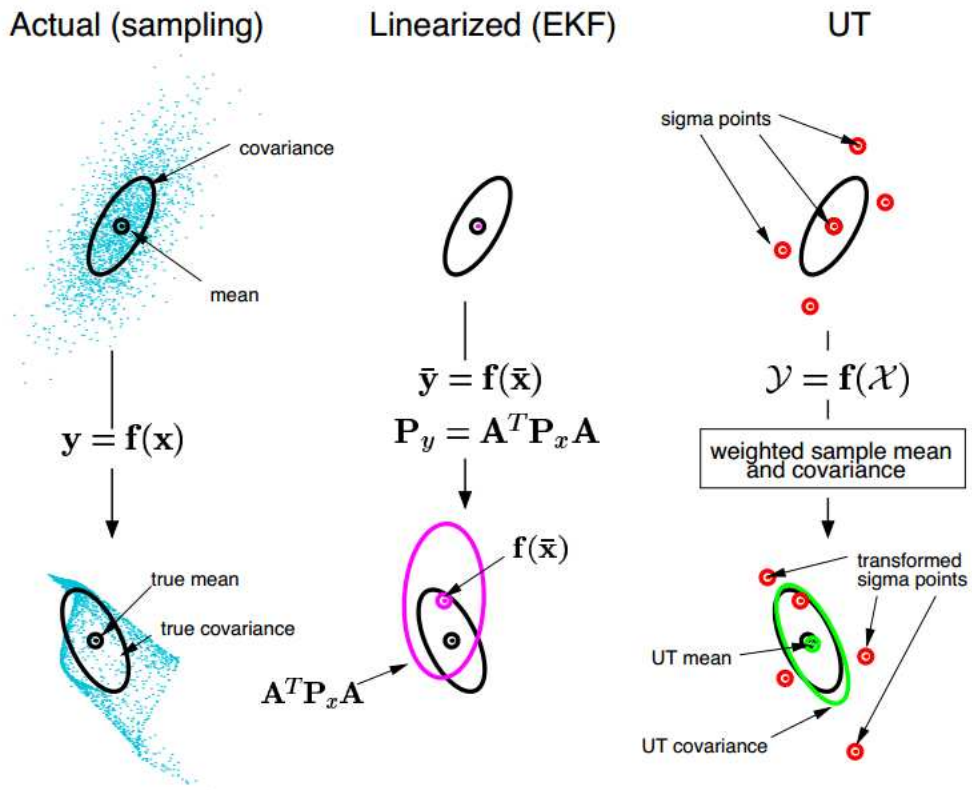 Actual (sampling)
Linearized (EKF)
UT
covariance
mean
sigma points
y = f(x)
ȳ = f(x̄)
P_y = A^T P_x A
𝒴 = f(𝒳)
weighted sample mean
and covariance
true mean
true covariance
f(x̄)
A^T P_x A
transformed
sigma points
UT mean
UT covariance